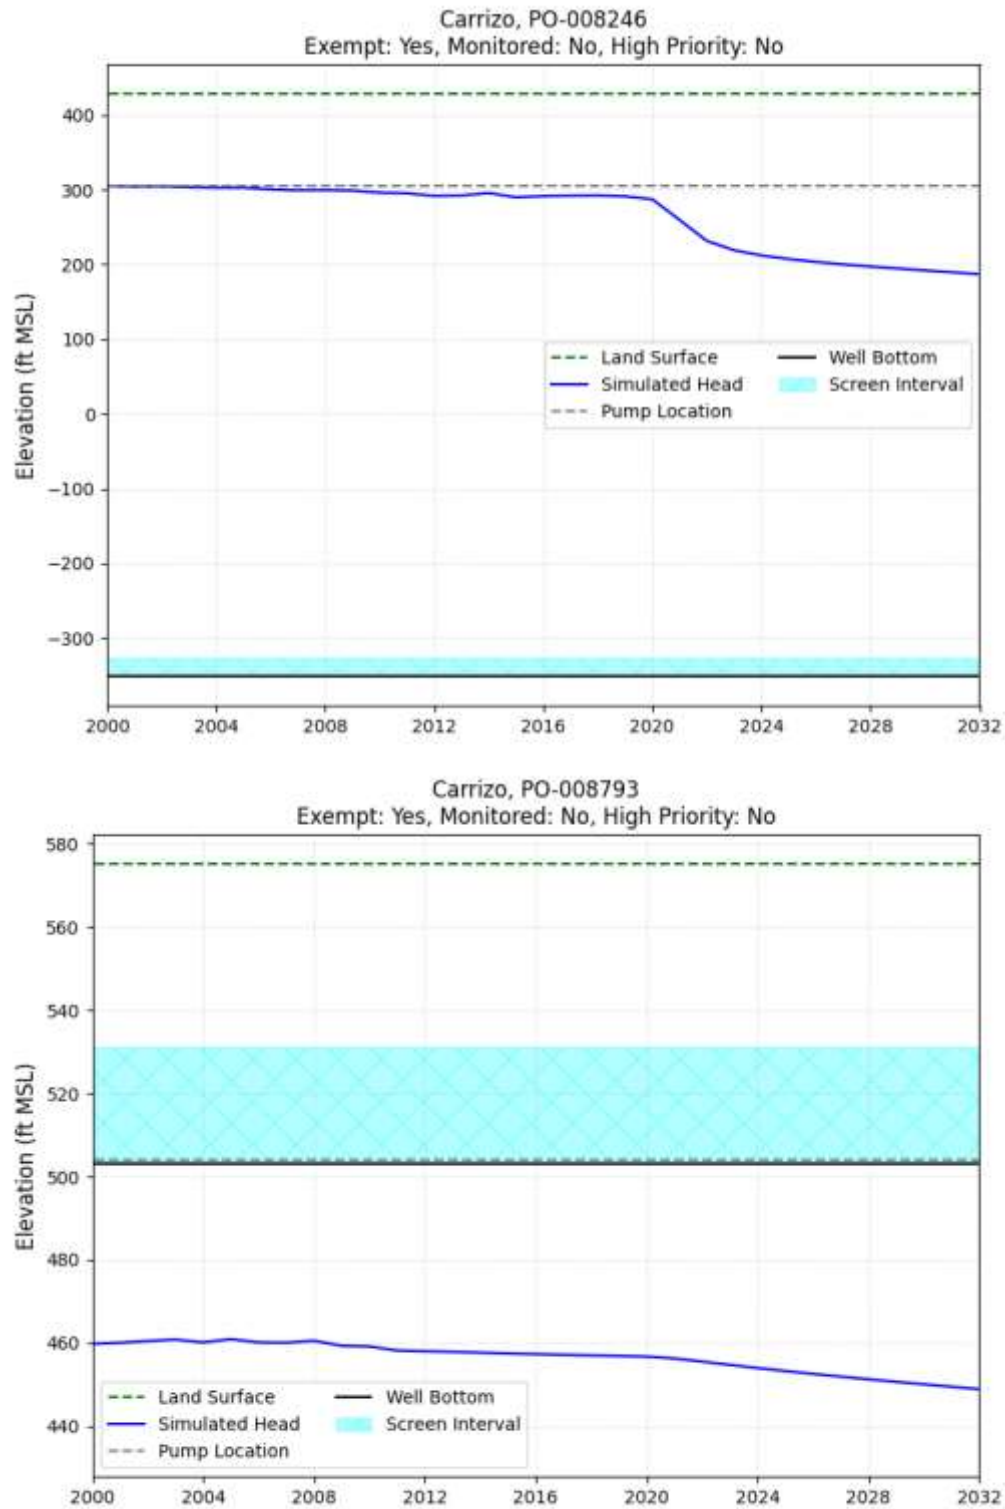 Carrizo, PO-008246
Exempt: Yes, Monitored: No, High Priority: No
Elevation (ft MSL)
400
300
200
100
0
−100
−200
−300
Land Surface
Simulated Head
Pump Location
Well Bottom
Screen Interval
2000 2004 2008 2012 2016 2020 2024 2028 2032
Carrizo, PO-008793
Exempt: Yes, Monitored: No, High Priority: No
Elevation (ft MSL)
580
560
540
520
500
480
460
440
Land Surface
Simulated Head
Pump Location
Well Bottom
Screen Interval
2000 2004 2008 2012 2016 2020 2024 2028 2032